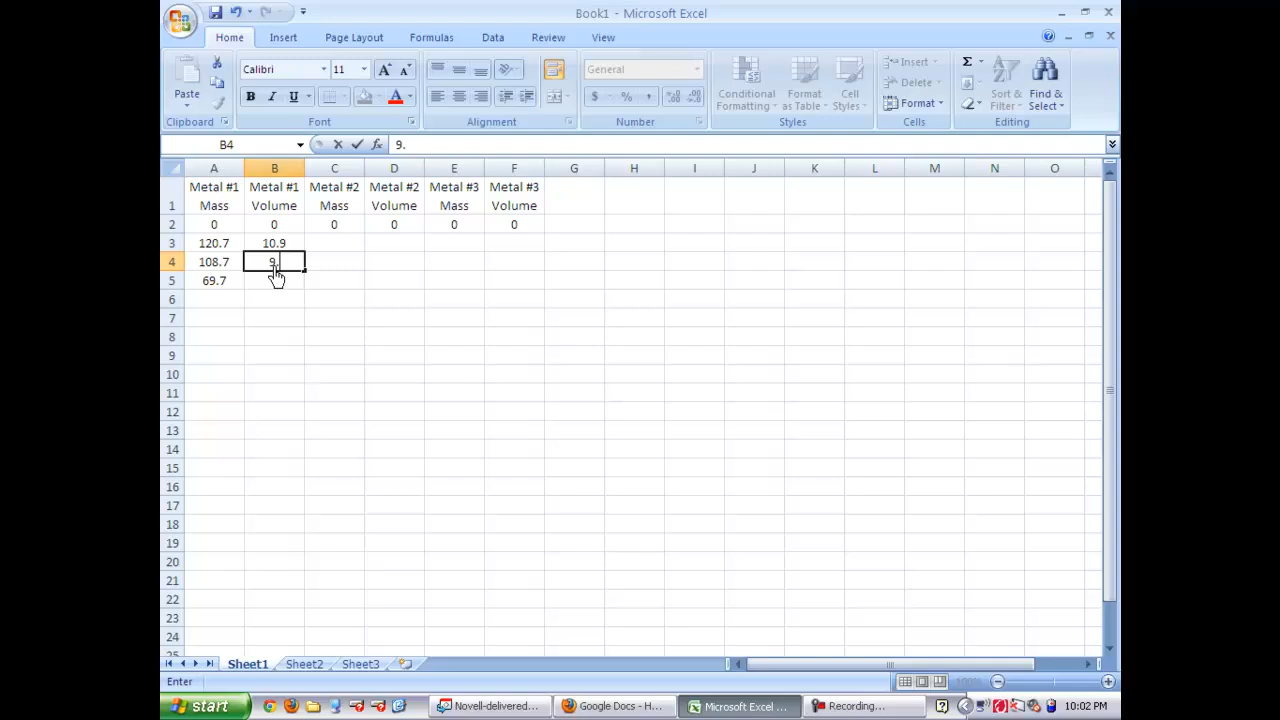 Book1 - Microsoft Excel
Home Insert Page Layout Formulas Data Review View
Paste
Clipboard
Calibri 11
B I U
Font
Alignment
General
$ % ,
Number
Conditional Formatting
Format as Table
Cell Styles
Styles
Insert
Delete
Format
Cells
Sort & Filter
Find & Select
Editing
B4 fx 9.
A B C D E F G H I J K L M N O
Metal #1 Metal #1 Metal #2 Metal #2 Metal #3 Metal #3
1 Mass Volume Mass Volume Mass Volume
2 0 0 0 0 0 0
3 120.7 10.9
4 108.7 9.
5 69.7
6
7
8
9
10
11
12
13
14
15
16
17
18
19
20
21
22
23
24
25
Sheet1 Sheet2 Sheet3
Enter 100%
start Novell-delivered... Google Docs - H... Microsoft Excel ... Recording... 10:02 PM